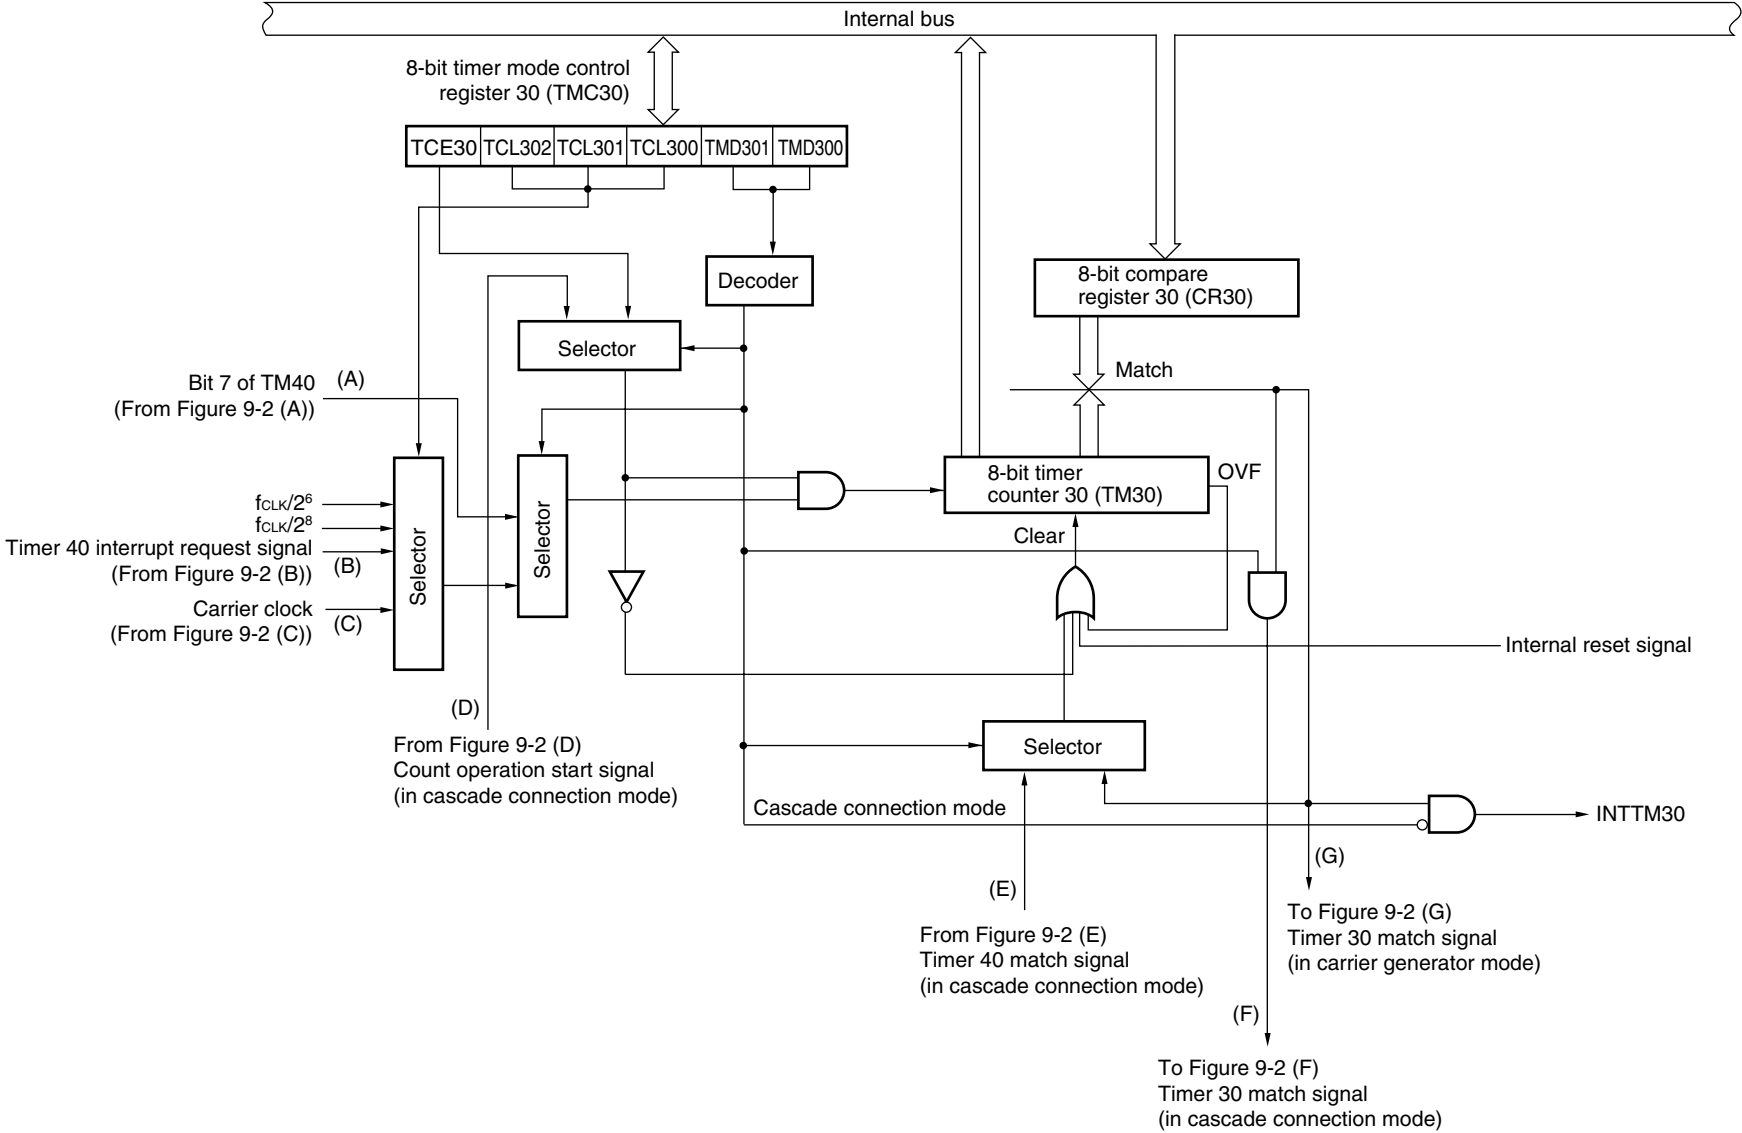 Internal bus
8-bit timer mode control
register 30 (TMC30)
TCE30 TCL302 TCL301 TCL300 TMD301 TMD300
Decoder
8-bit compare
register 30 (CR30)
Selector
Match
Bit 7 of TM40 (A)
(From Figure 9-2 (A))
8-bit timer
counter 30 (TM30)
OVF
fCLK/2⁶
fCLK/2⁸
Timer 40 interrupt request signal
(From Figure 9-2 (B))
(B)
Carrier clock
(From Figure 9-2 (C))
(C)
Selector
Selector
Clear
Internal reset signal
(D)
From Figure 9-2 (D)
Count operation start signal
(in cascade connection mode)
Selector
Cascade connection mode
INTTM30
(E)
From Figure 9-2 (E)
Timer 40 match signal
(in cascade connection mode)
(G)
To Figure 9-2 (G)
Timer 30 match signal
(in carrier generator mode)
(F)
To Figure 9-2 (F)
Timer 30 match signal
(in cascade connection mode)